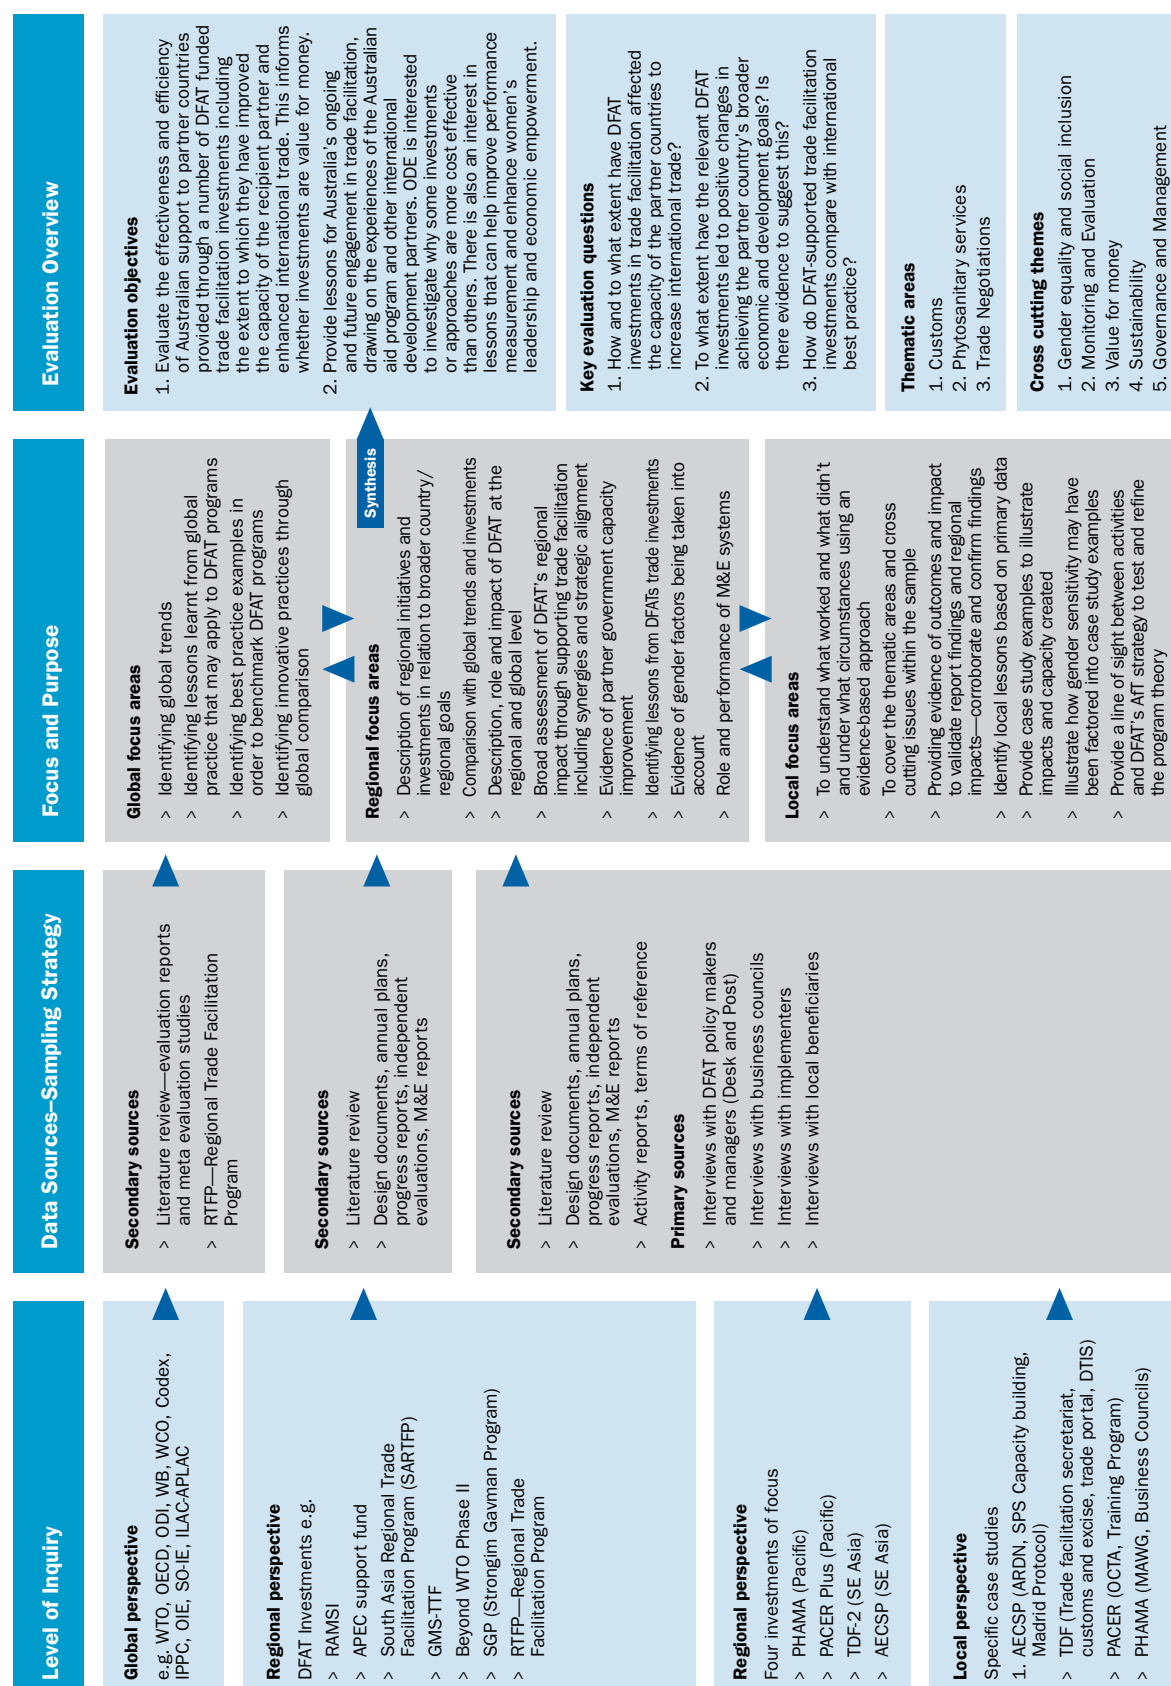 Level of Inquiry
Global perspective
e.g. WTO, OECD, ODI, WB, WCO, Codex,
IPPC, OIE, SO-IE, ILAC-APLAC
Regional perspective
DFAT Investments e.g.
> RAMSI
> APEC support fund
> South Asia Regional Trade
Facilitation Program (SARTFP)
> GMS-TTF
> Beyond WTO Phase II
> SGP (Strongim Gavman Program)
> RTFP—Regional Trade
Facilitation Program
Regional perspective
Four investments of focus
> PHAMA (Pacific)
> PACER Plus (Pacific)
> TDF-2 (SE Asia)
> AECSP (SE Asia)
Local perspective
Specific case studies
1. AECSP (ARDN, SPS Capacity building,
Madrid Protocol)
> TDF (Trade facilitation secretariat,
customs and excise, trade portal, DTIS)
> PACER (OCTA, Training Program)
> PHAMA (MAWG, Business Councils)
Data Sources–Sampling Strategy
Secondary sources
> Literature review—evaluation reports
and meta evaluation studies
> RTFP—Regional Trade Facilitation
Program
Secondary sources
> Literature review
> Design documents, annual plans,
progress reports, independent
evaluations, M&E reports
Secondary sources
> Literature review
> Design documents, annual plans,
progress reports, independent
evaluations, M&E reports
> Activity reports, terms of reference
Primary sources
> Interviews with DFAT policy makers
and managers (Desk and Post)
> Interviews with business councils
> Interviews with implementers
> Interviews with local beneficiaries
Focus and Purpose
Global focus areas
> Identifying global trends
> Identifying lessons learnt from global
practice that may apply to DFAT programs
> Identifying best practice examples in
order to benchmark DFAT programs
> Identifying innovative practices through
global comparison
Regional focus areas
> Description of regional initiatives and
investments in relation to broader country/
regional goals
> Comparison with global trends and investments
> Description, role and impact of DFAT at the
regional and global level
> Broad assessment of DFAT's regional
impact through supporting trade facilitation
including synergies and strategic alignment
> Evidence of partner government capacity
improvement
> Identifying lessons from DFATs trade investments
> Evidence of gender factors being taken into
account
> Role and performance of M&E systems
Local focus areas
> To understand what worked and what didn't
and under what circumstances using an
evidence-based approach
> To cover the thematic areas and cross
cutting issues within the sample
> Providing evidence of outcomes and impact
to validate report findings and regional
impacts—corroborate and confirm findings
> Identify local lessons based on primary data
> Provide case study examples to illustrate
impacts and capacity created
> Illustrate how gender sensitivity may have
been factored into case study examples
> Provide a line of sight between activities
and DFAT's AfT strategy to test and refine
the program theory
Synthesis
Evaluation Overview
Evaluation objectives
1. Evaluate the effectiveness and efficiency
of Australian support to partner countries
provided through a number of DFAT funded
trade facilitation investments including
the extent to which they have improved
the capacity of the recipient partner and
enhanced international trade. This informs
whether investments are value for money.
2. Provide lessons for Australia's ongoing
and future engagement in trade facilitation,
drawing on the experiences of the Australian
aid program and other international
development partners. ODE is interested
to investigate why some investments
or approaches are more cost effective
than others. There is also an interest in
lessons that can help improve performance
measurement and enhance women's
leadership and economic empowerment.
Key evaluation questions
1. How and to what extent have DFAT
investments in trade facilitation affected
the capacity of the partner countries to
increase international trade?
2. To what extent have the relevant DFAT
investments led to positive changes in
achieving the partner country's broader
economic and development goals? Is
there evidence to suggest this?
3. How do DFAT-supported trade facilitation
investments compare with international
best practice?
Thematic areas
1. Customs
2. Phytosanitary services
3. Trade Negotiations
Cross cutting themes
1. Gender equality and social inclusion
2. Monitoring and Evaluation
3. Value for money
4. Sustainability
5. Governance and Management